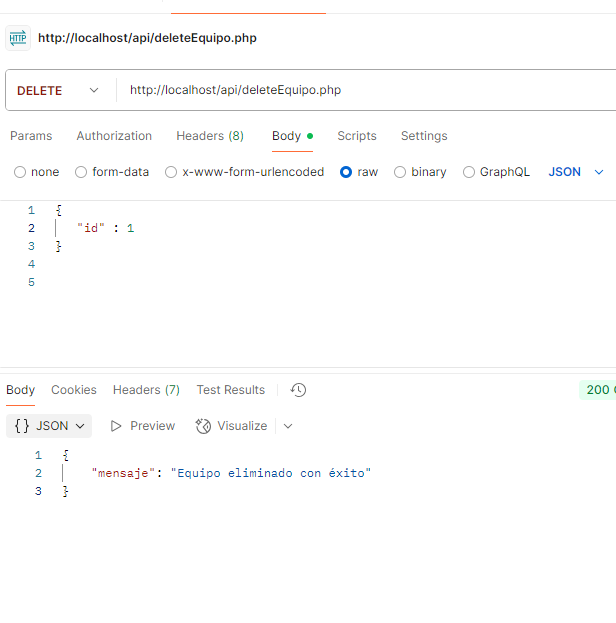 HTTP http://localhost/api/deleteEquipo.php
DELETE http://localhost/api/deleteEquipo.php
Params Authorization Headers (8) Body Scripts Settings
none form-data x-www-form-urlencoded raw binary GraphQL JSON
1 {
2 "id" : 1
3 }
4
5
Body Cookies Headers (7) Test Results 200
{} JSON Preview Visualize
1 {
2 "mensaje": "Equipo eliminado con éxito"
3 }